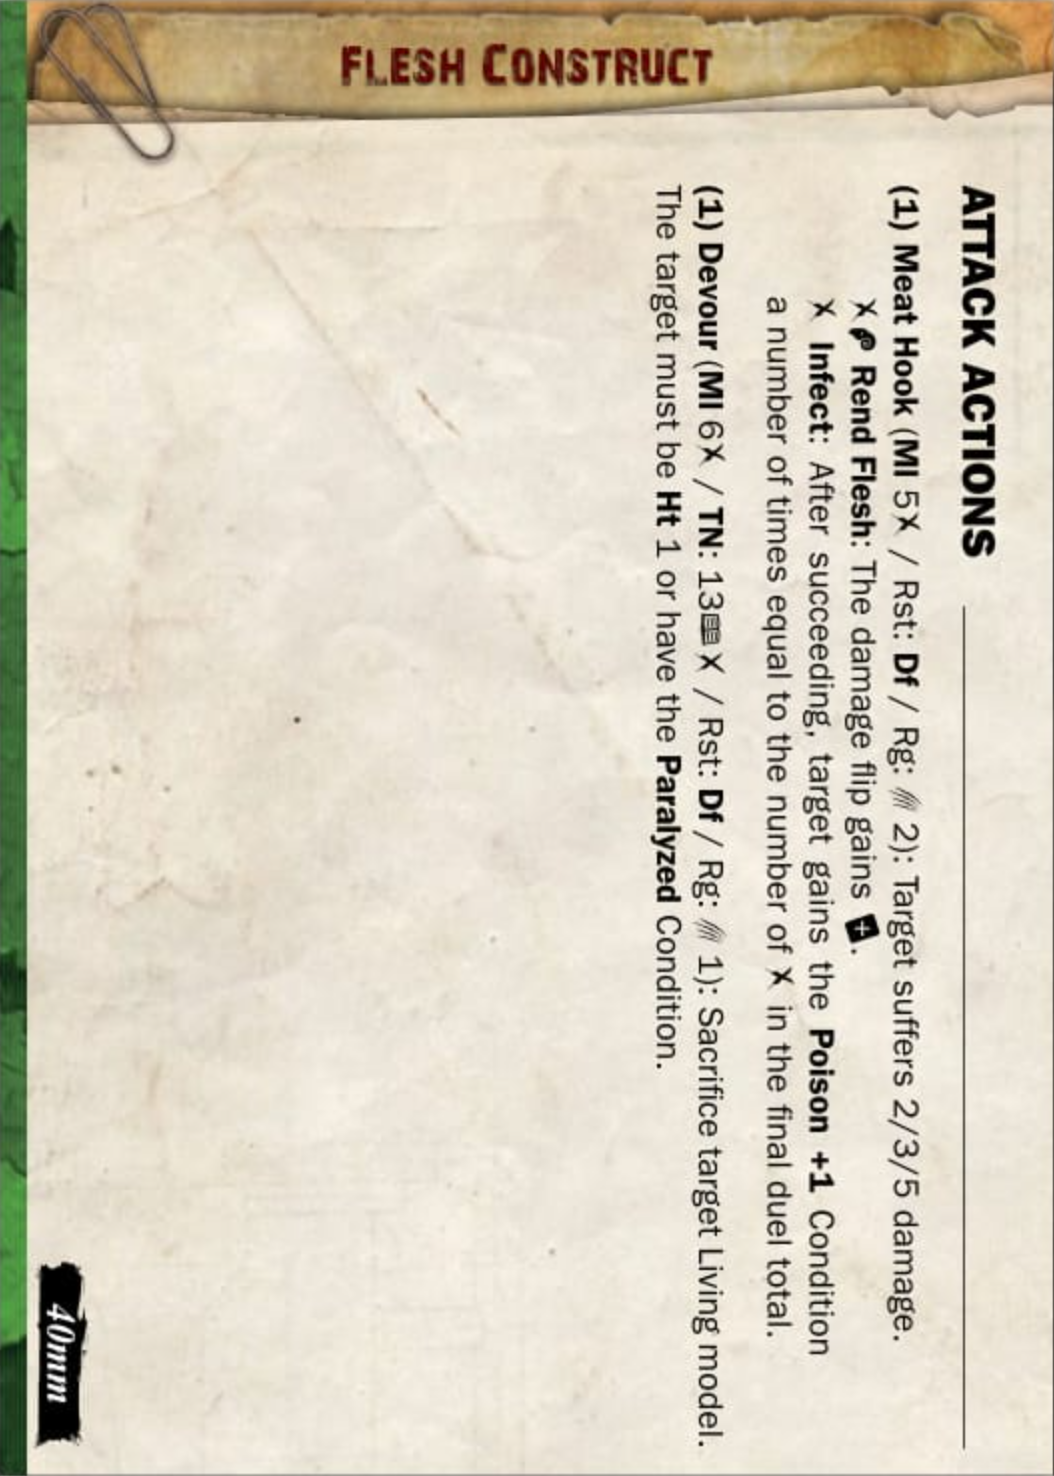 FLESH CONSTRUCT
ATTACK ACTIONS
(1) Meat Hook (Ml 5 / Rst: Df / Rg: 2): Target suffers 2/3/5 damage.
Rend Flesh: The damage flip gains +.
Infect: After succeeding, target gains the Poison +1 Condition
a number of times equal to the number of in the final duel total.
(1) Devour (Ml 6 / TN: 13 / Rst: Df / Rg: 1): Sacrifice target Living model.
The target must be Ht 1 or have the Paralyzed Condition.
40mm